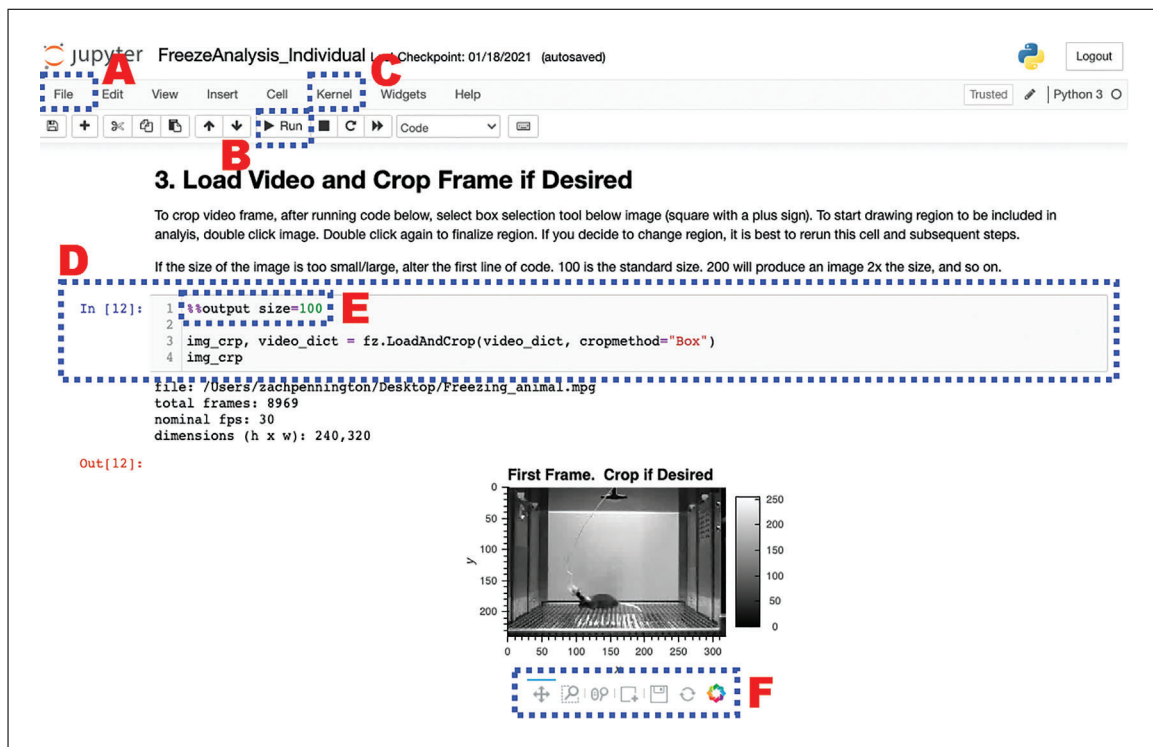 jupyter FreezeAnalysis_Individual Last Checkpoint: 01/18/2021 (autosaved) Logout
A C
File Edit View Insert Cell Kernel Widgets Help Trusted Python 3
Run Code
B
3. Load Video and Crop Frame if Desired
To crop video frame, after running code below, select box selection tool below image (square with a plus sign). To start drawing region to be included in
analyis, double click image. Double click again to finalize region. If you decide to change region, it is best to rerun this cell and subsequent steps.
D
If the size of the image is too small/large, alter the first line of code. 100 is the standard size. 200 will produce an image 2x the size, and so on.
In [12]: 1 %%output size=100 E
2
3 img_crp, video_dict = fz.LoadAndCrop(video_dict, cropmethod="Box")
4 img_crp
file: /Users/zachpennington/Desktop/Freezing_animal.mpg
total frames: 8969
nominal fps: 30
dimensions (h x w): 240,320
Out[12]:
First Frame. Crop if Desired
0
50
100
150
200
y
0 50 100 150 200 250 300
x
250
200
150
100
50
0
F